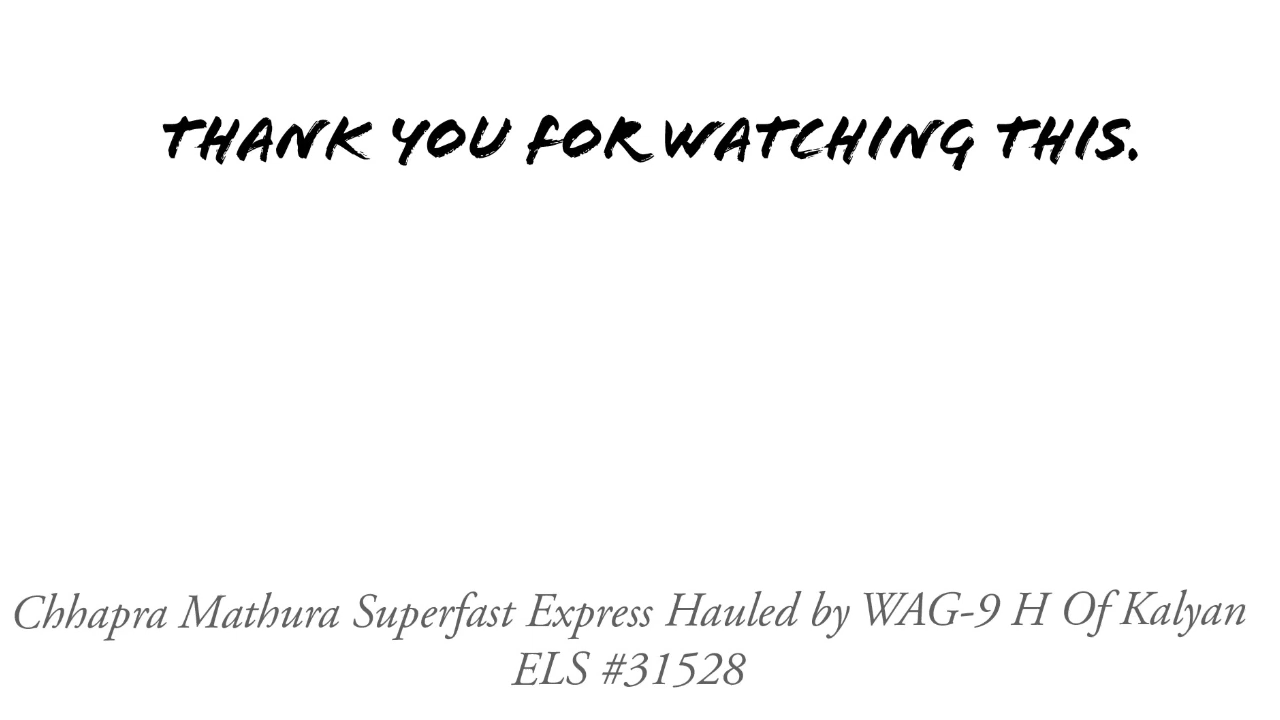 THANK YOU FOR WATCHING THIS.
Chhapra Mathura Superfast Express Hauled by WAG-9 H Of Kalyan
ELS #31528